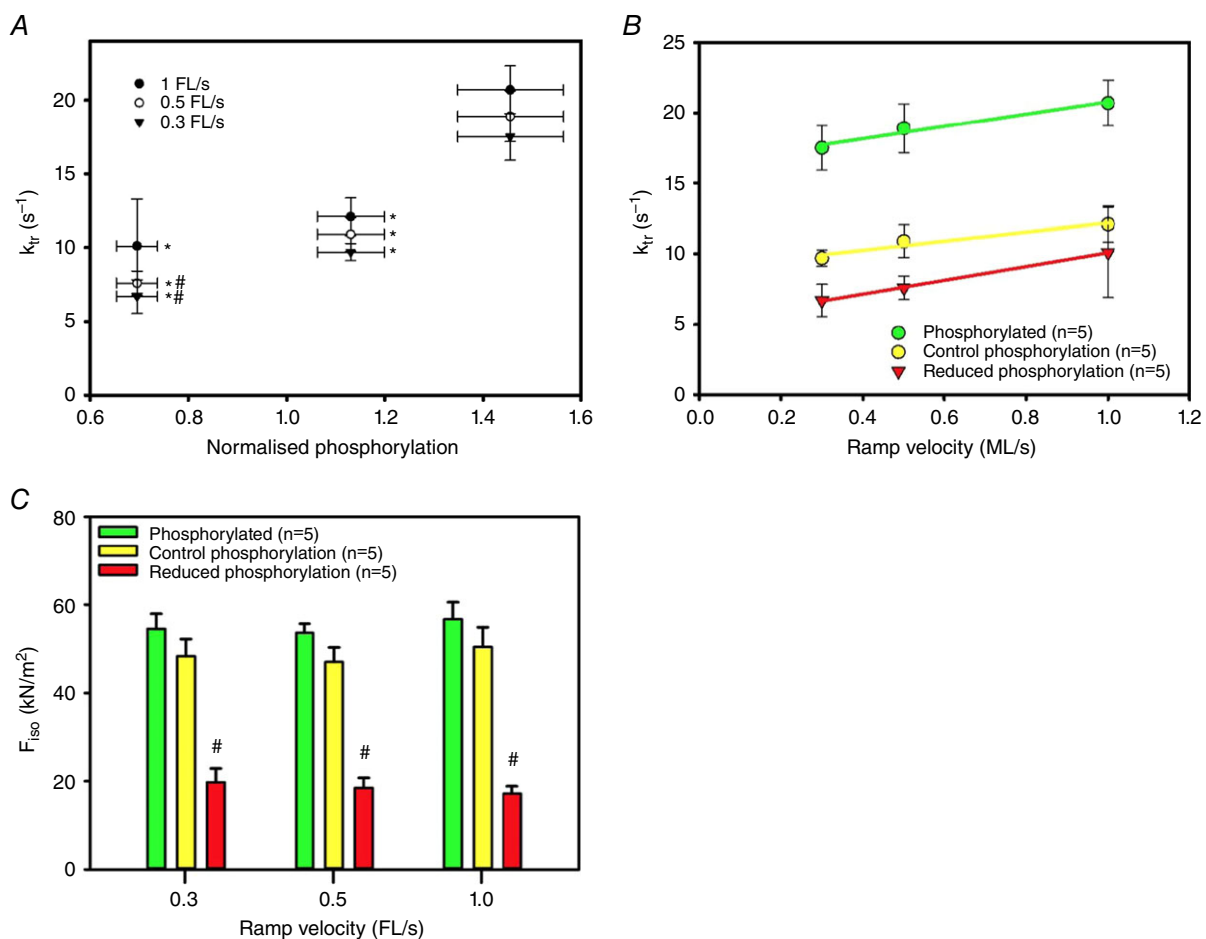 A
20
15
10
5
0
k_tr (s⁻¹)
1 FL/s
0.5 FL/s
0.3 FL/s
*
*#
*#
*
*
*
0.6 0.8 1.0 1.2 1.4 1.6
Normalised phosphorylation
B
25
20
15
10
5
0
k_tr (s⁻¹)
Phosphorylated (n=5)
Control phosphorylation (n=5)
Reduced phosphorylation (n=5)
0.0 0.2 0.4 0.6 0.8 1.0 1.2
Ramp velocity (ML/s)
C
80
60
40
20
0
F_iso (kN/m²)
Phosphorylated (n=5)
Control phosphorylation (n=5)
Reduced phosphorylation (n=5)
# # #
0.3 0.5 1.0
Ramp velocity (FL/s)